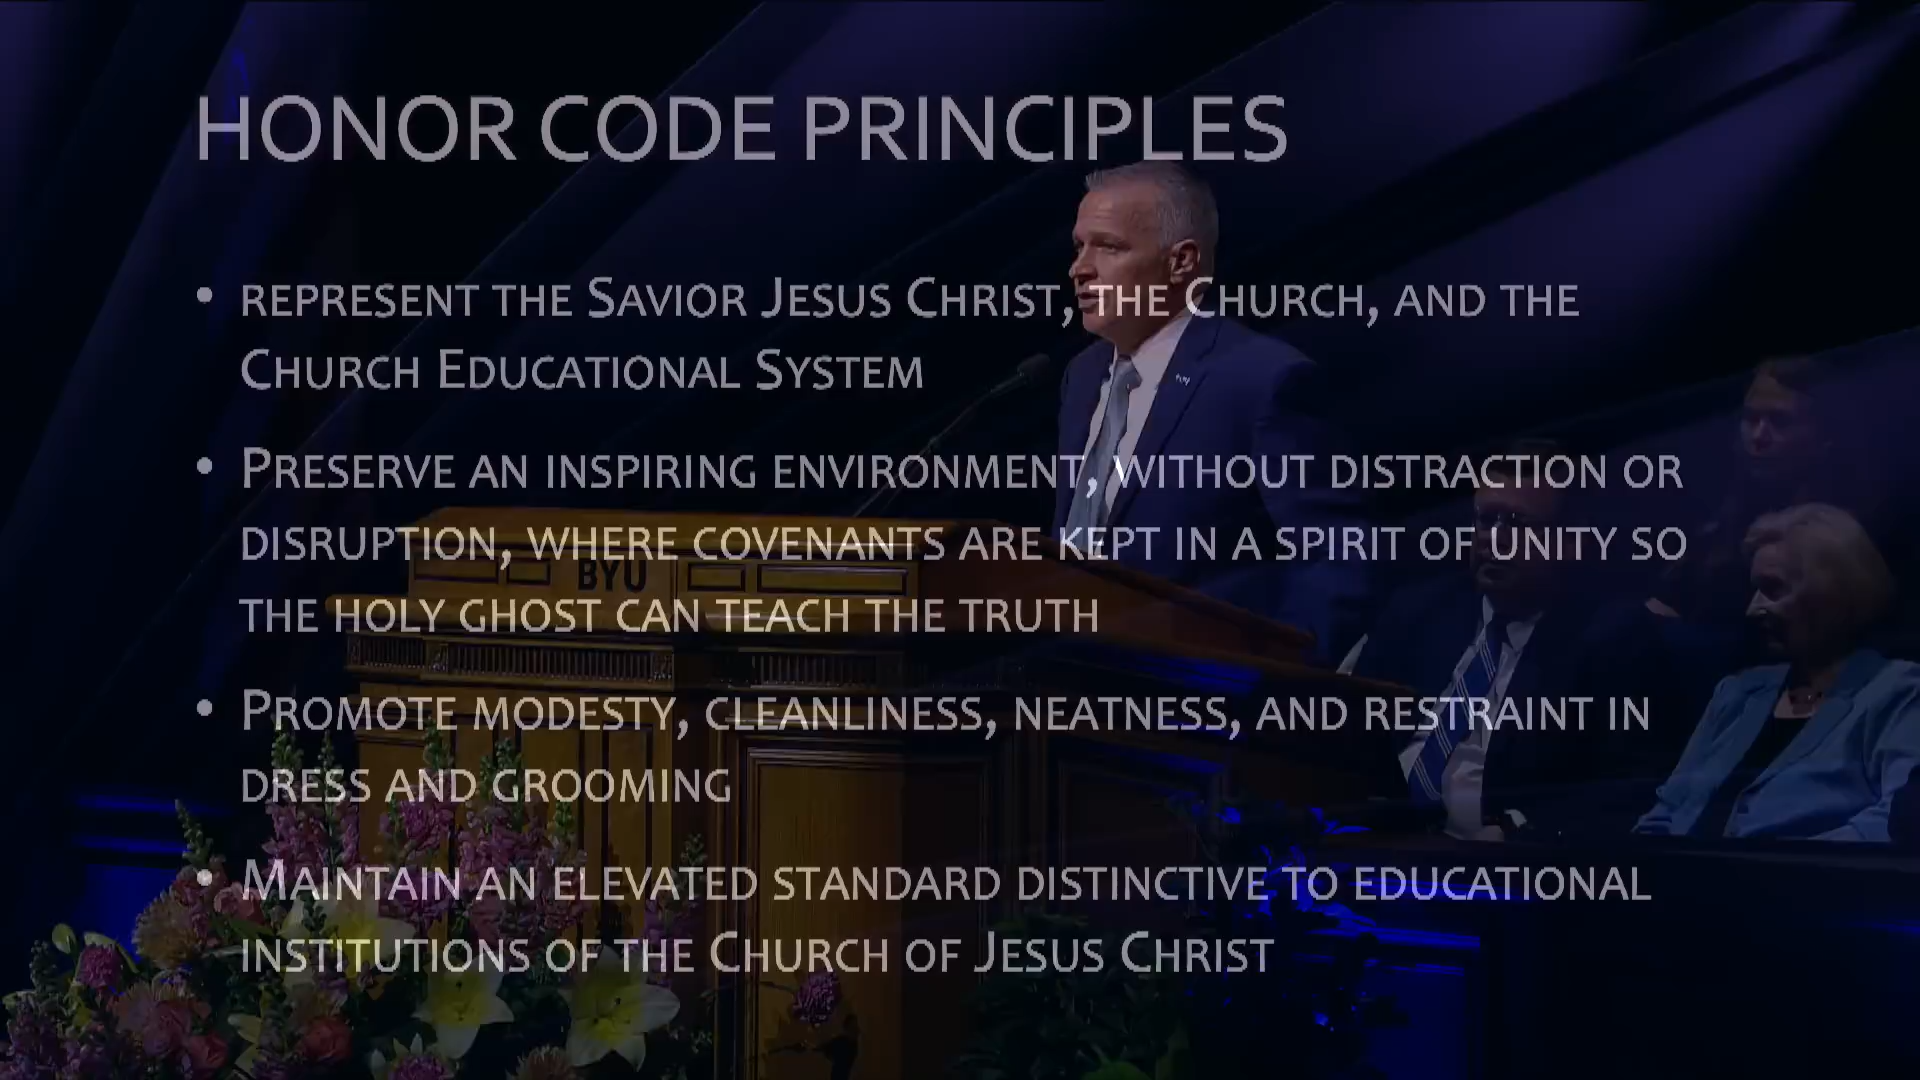 HONOR CODE PRINCIPLES
• REPRESENT THE SAVIOR JESUS CHRIST, THE CHURCH, AND THE
CHURCH EDUCATIONAL SYSTEM
• PRESERVE AN INSPIRING ENVIRONMENT, WITHOUT DISTRACTION OR
DISRUPTION, WHERE COVENANTS ARE KEPT IN A SPIRIT OF UNITY SO
THE HOLY GHOST CAN TEACH THE TRUTH
• PROMOTE MODESTY, CLEANLINESS, NEATNESS, AND RESTRAINT IN
DRESS AND GROOMING
• MAINTAIN AN ELEVATED STANDARD DISTINCTIVE TO EDUCATIONAL
INSTITUTIONS OF THE CHURCH OF JESUS CHRIST
BYU